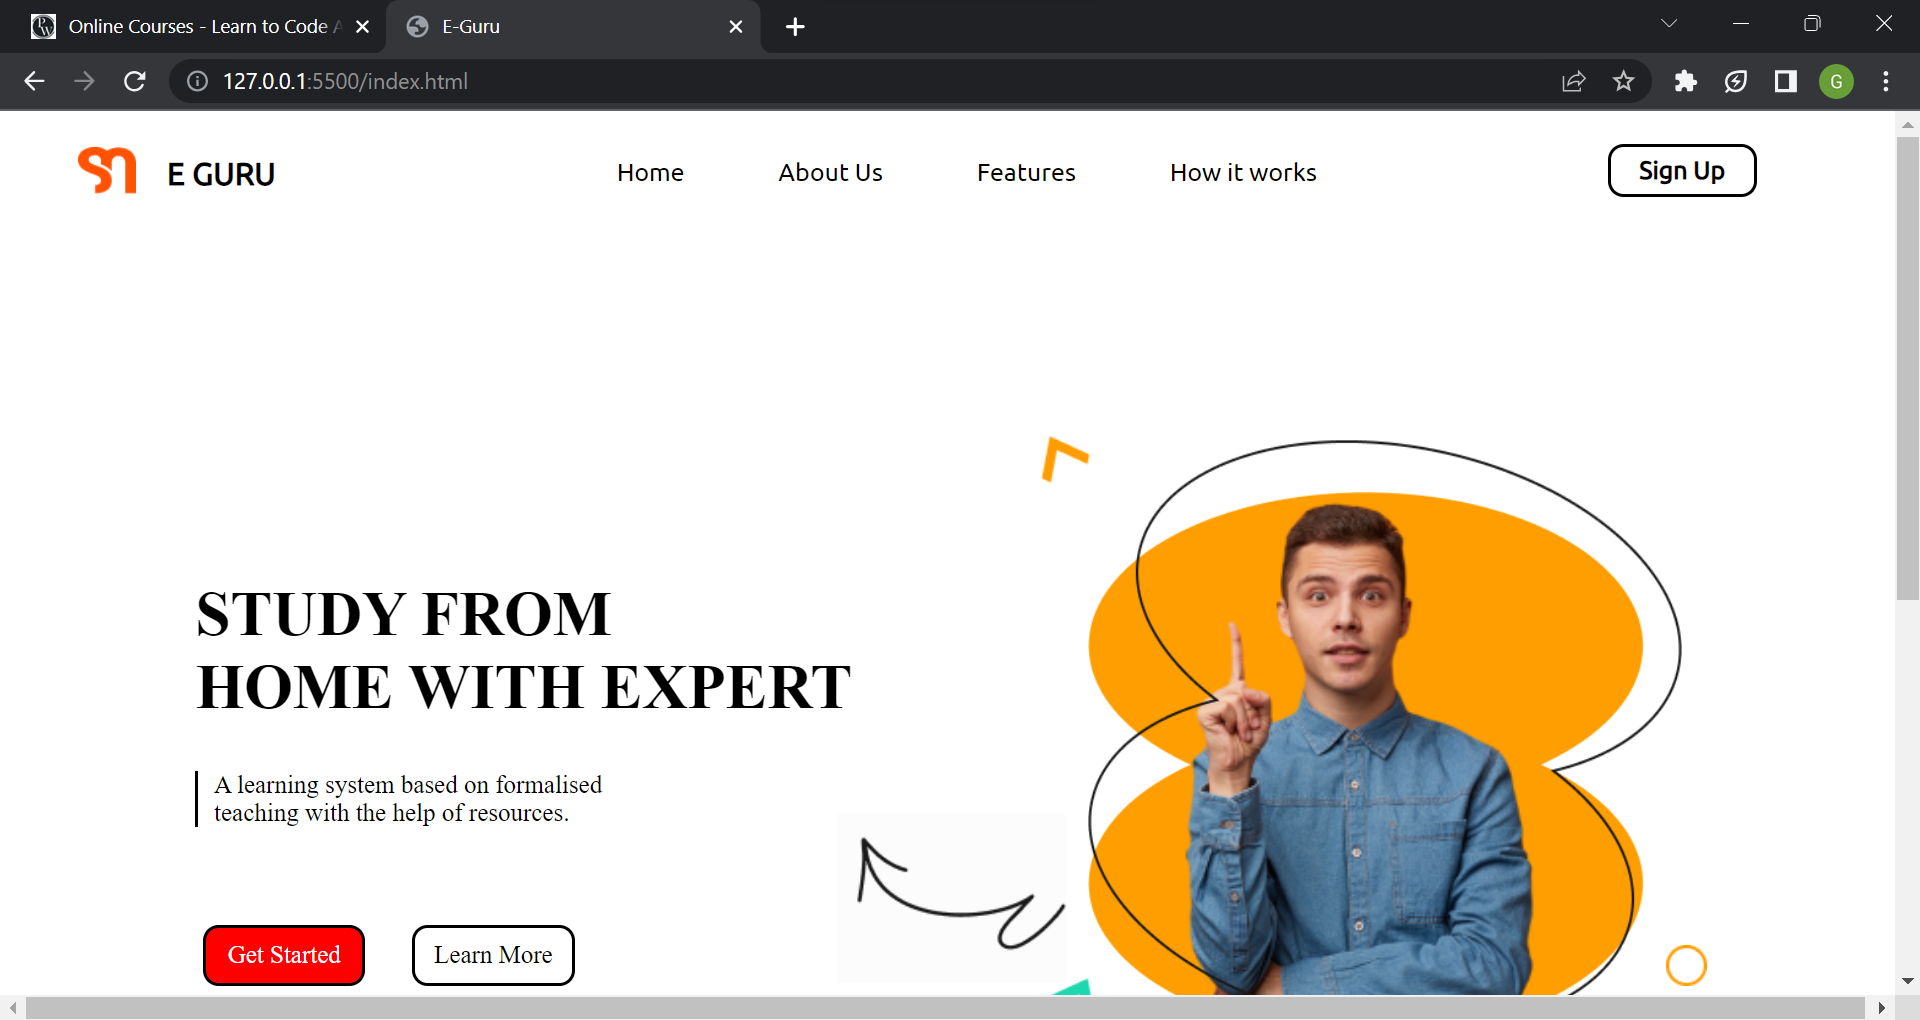 Online Courses - Learn to Code
E-Guru
127.0.0.1:5500/index.html
G
E GURU
Home
About Us
Features
How it works
Sign Up
STUDY FROM
HOME WITH EXPERT
A learning system based on formalised
teaching with the help of resources.
Get Started
Learn More